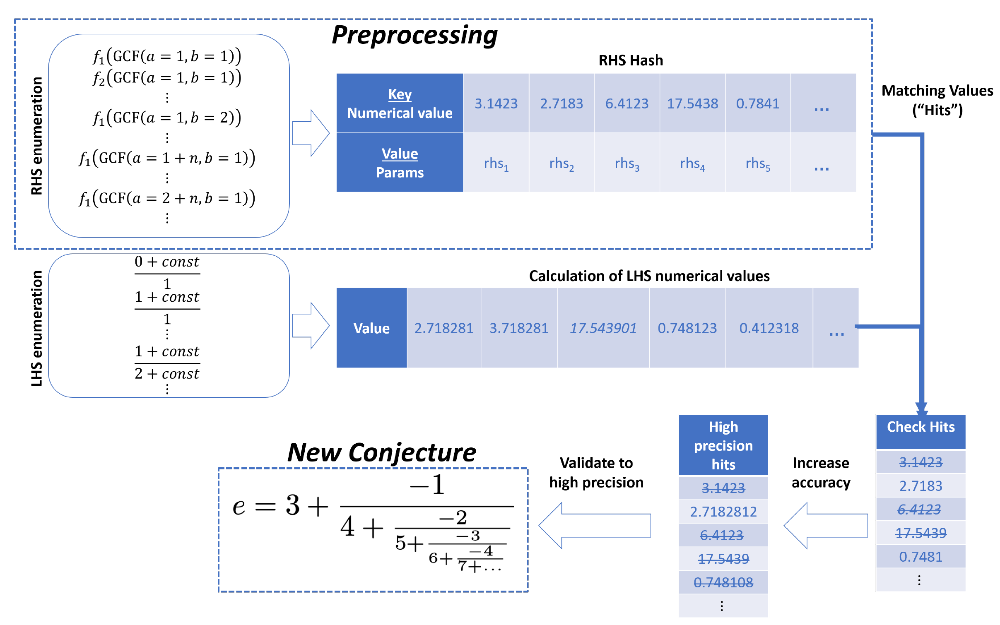 Preprocessing
RHS enumeration
f₁(GCF(a = 1, b = 1))
f₂(GCF(a = 1, b = 1))
⋮
f₁(GCF(a = 1, b = 2))
⋮
f₁(GCF(a = 1 + n, b = 1))
⋮
f₁(GCF(a = 2 + n, b = 1))
⋮
RHS Hash
Key
Numerical value
3.1423 2.7183 6.4123 17.5438 0.7841 ...
Value
Params
rhs₁ rhs₂ rhs₃ rhs₄ rhs₅ ...
Matching Values
(“Hits”)
LHS enumeration
0 + const
1
1 + const
1
⋮
1 + const
2 + const
⋮
Calculation of LHS numerical values
Value 2.718281 3.718281 17.543901 0.748123 0.412318 ...
Check Hits
3.1423
2.7183
6.4123
17.5439
0.7481
⋮
Increase
accuracy
High
precision
hits
3.1423
2.7182812
6.4123
17.5439
0.748108
⋮
Validate to
high precision
New Conjecture
−1
e = 3 +
−2
4 +
−3
5+
−4
6+
7+...